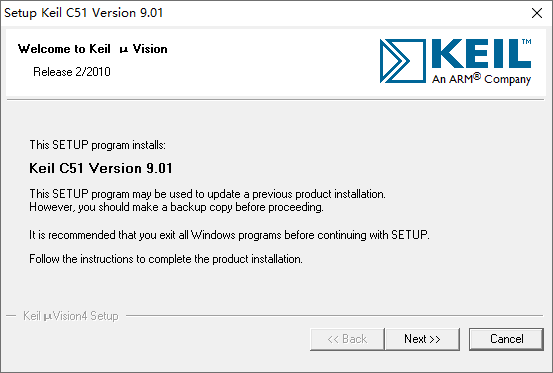 Setup Keil C51 Version 9.01
Welcome to Keil μ Vision
Release 2/2010
KEIL™
An ARM® Company
This SETUP program installs:
Keil C51 Version 9.01
This SETUP program may be used to update a previous product installation.
However, you should make a backup copy before proceeding.
It is recommended that you exit all Windows programs before continuing with SETUP.
Follow the instructions to complete the product installation.
Keil μVision4 Setup
<< Back
Next >>
Cancel